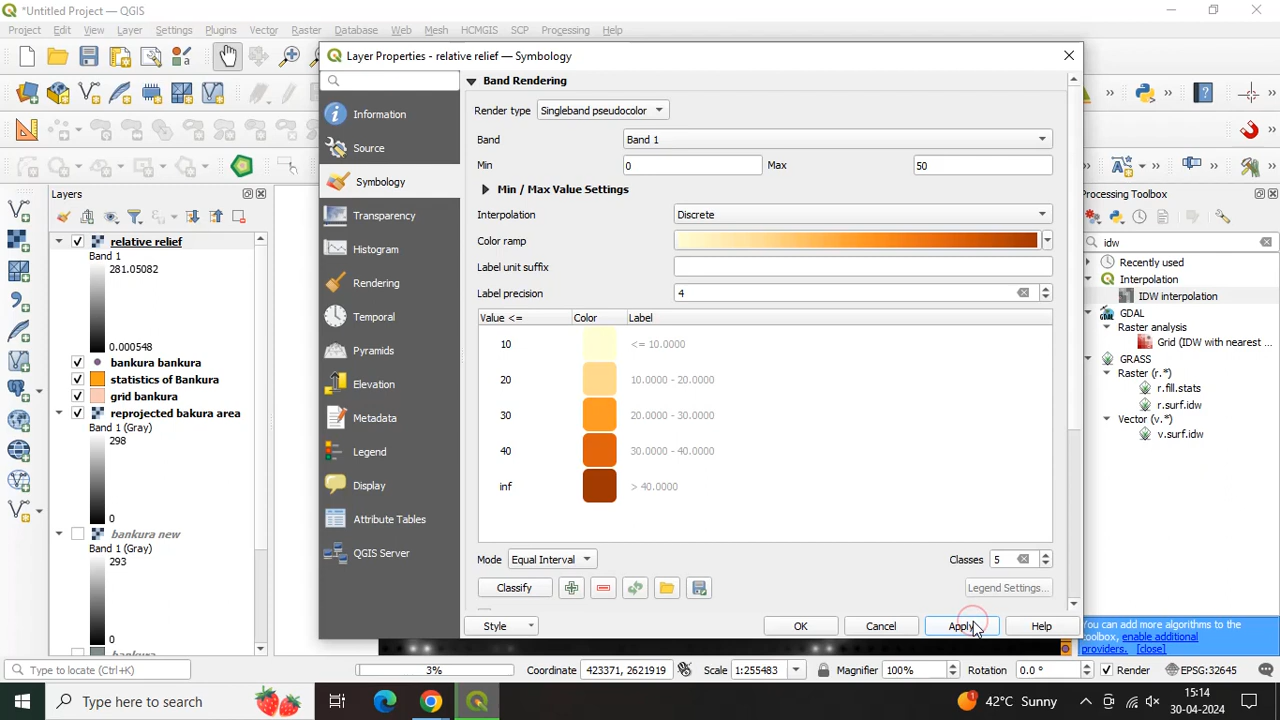 *Untitled Project — QGIS
Project Edit View Layer Settings Plugins Vector Raster Database Web Mesh HCMGIS SCP Processing Help
Layer Properties - relative relief — Symbology
Information
Source
Symbology
Transparency
Histogram
Rendering
Temporal
Pyramids
Elevation
Metadata
Legend
Display
Attribute Tables
QGIS Server
Band Rendering
Render type Singleband pseudocolor
Band Band 1
Min 0 Max 50
Min / Max Value Settings
Interpolation Discrete
Color ramp
Label unit suffix
Label precision 4
Value <= Color Label
10 <= 10.0000
20 10.0000 - 20.0000
30 20.0000 - 30.0000
40 30.0000 - 40.0000
inf > 40.0000
Mode Equal Interval Classes 5
Classify Legend Settings...
Style OK Cancel Apply Help
Layers
relative relief
Band 1
281.05082
0.000548
bankura bankura
statistics of Bankura
grid bankura
reprojected bakura area
Band 1 (Gray)
298
0
bankura new
Band 1 (Gray)
293
0
bankura
Processing Toolbox
idw
Recently used
Interpolation
IDW interpolation
GDAL
Raster analysis
Grid (IDW with nearest ...
GRASS
Raster (r.*)
r.fill.stats
r.surf.idw
Vector (v.*)
v.surf.idw
You can add more algorithms to the
toolbox, enable additional
providers. [close]
Type to locate (Ctrl+K) 3% Coordinate 423371, 2621919 Scale 1:255483 Magnifier 100% Rotation 0.0 ° Render EPSG:32645
Type here to search 42°C Sunny
15:14
30-04-2024